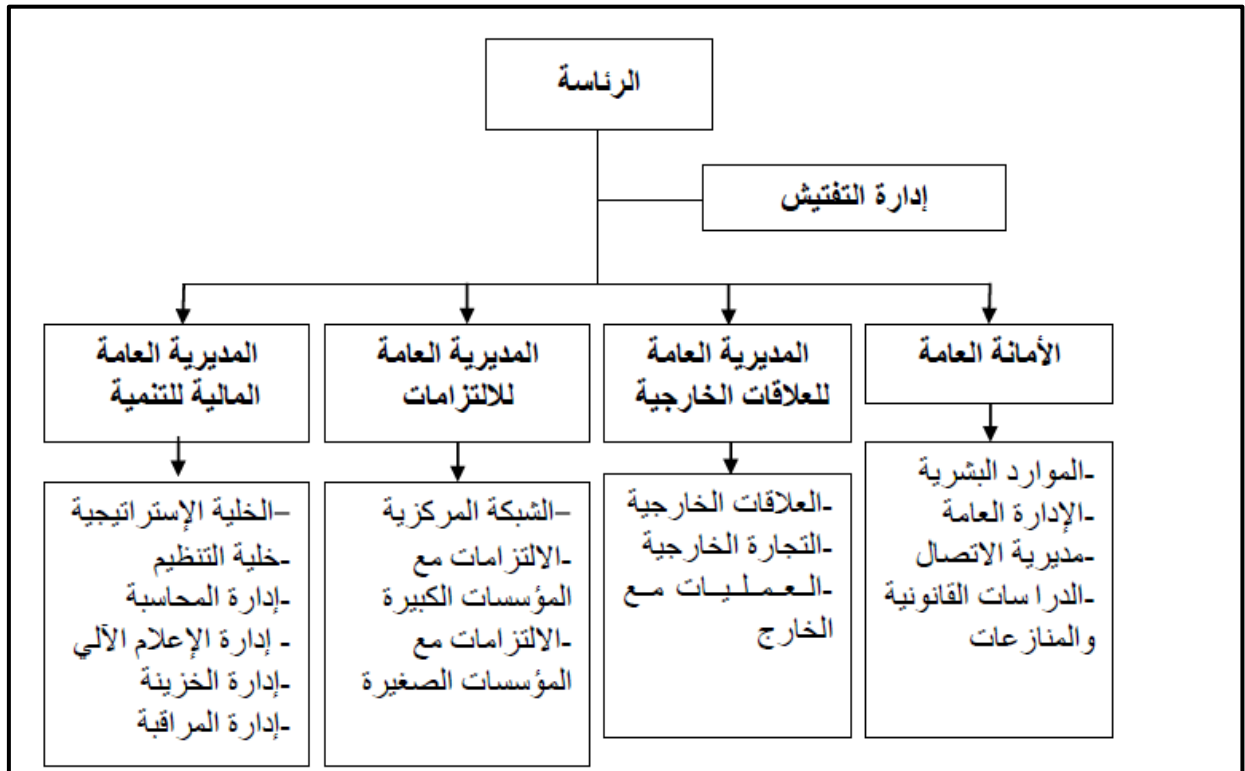 الرئاسة
إدارة التفتيش
الأمانة العامة
المديرية العامة
للعلاقات الخارجية
المديرية العامة
للالتزامات
المديرية العامة
المالية للتنمية
-الموارد البشرية
-الإدارة العامة
-مديرية الاتصال
-الدراسات القانونية
والمنازعات
-العلاقات الخارجية
-التجارة الخارجية
-العمليات مع
الخارج
–الشبكة المركزية
-الالتزامات مع
المؤسسات الكبيرة
-الالتزامات مع
المؤسسات الصغيرة
–الخلية الإستراتيجية
-خلية التنظيم
-إدارة المحاسبة
- إدارة الإعلام الآلي
-إدارة الخزينة
-إدارة المراقبة